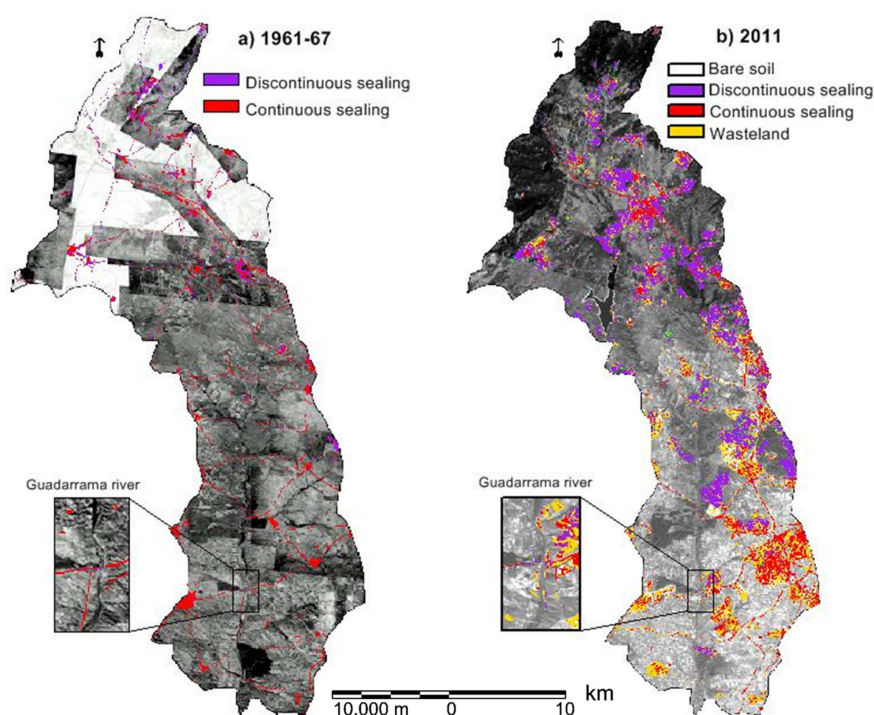 a) 1961-67
Discontinuous sealing
Continuous sealing
Guadarrama river
b) 2011
Bare soil
Discontinuous sealing
Continuous sealing
Wasteland
Guadarrama river
10.000 m 0 10 km